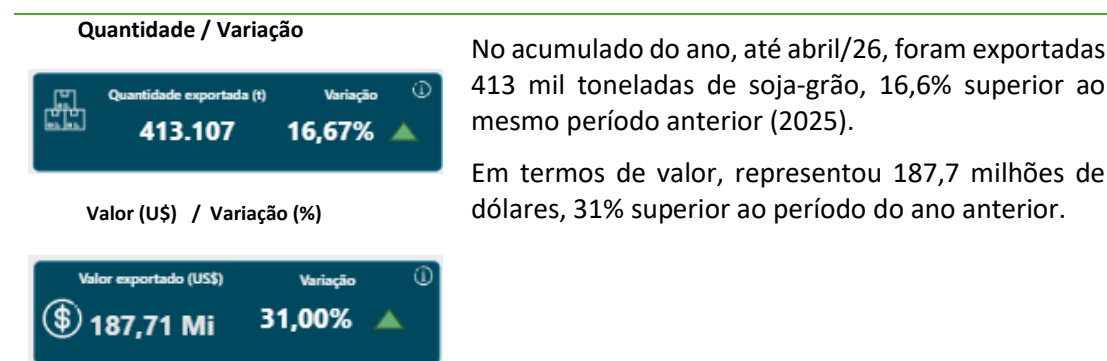 Quantidade / Variação
Quantidade exportada (t) Variação
413.107 16,67%
Valor (U$) / Variação (%)
Valor exportado (US$) Variação
187,71 Mi 31,00%
No acumulado do ano, até abril/26, foram exportadas
413 mil toneladas de soja-grão, 16,6% superior ao
mesmo período anterior (2025).
Em termos de valor, representou 187,7 milhões de
dólares, 31% superior ao período do ano anterior.